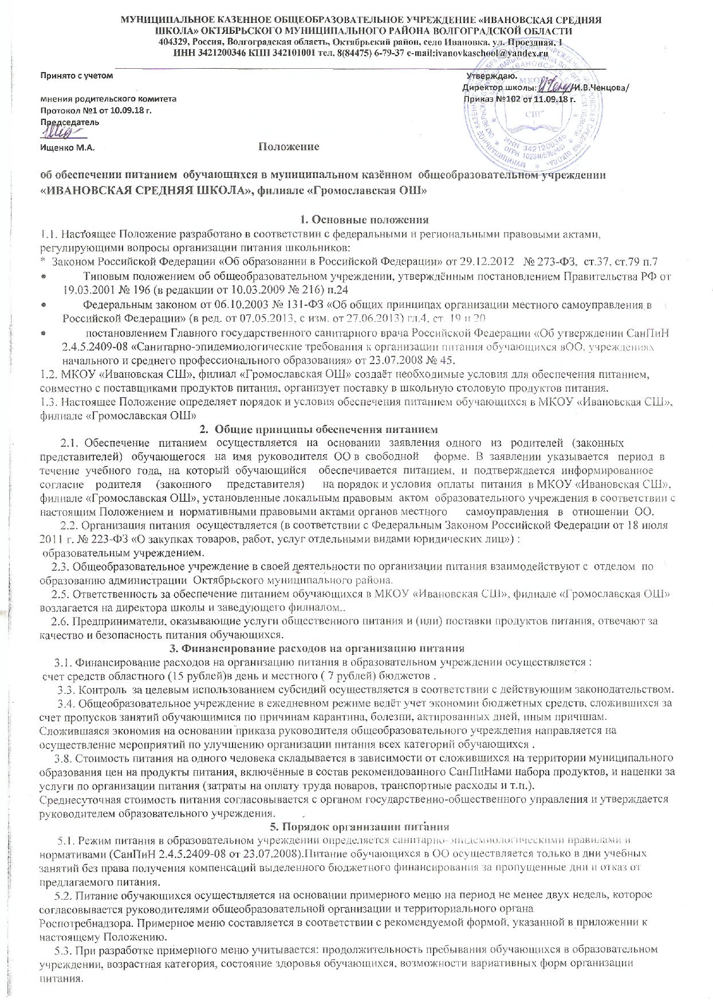 МУНИЦИПАЛЬНОЕ КАЗЕННОЕ ОБЩЕОБРАЗОВАТЕЛЬНОЕ УЧРЕЖДЕНИЕ «ИВАНОВСКАЯ СРЕДНЯЯ
ШКОЛА» ОКТЯБРЬСКОГО МУНИЦИПАЛЬНОГО РАЙОНА ВОЛГОГРАДСКОЙ ОБЛАСТИ
404329, Россия, Волгоградская область, Октябрьский район, село Ивановка, ул. Проездная, 1
ИНН 3421200346 КПП 342101001 тел. 8(84475) 6-79-37 e-mail:ivanovkaschool@yandex.ru
Принято с учетом Утверждаю.
Директор школы: /И.В.Ченцова/
мнения родительского комитета Приказ №102 от 11.09.18 г.
Протокол №1 от 10.09.18 г.
Председатель
Ищенко М.А. Положение
МКОУ
СШ"
ИНН 3421200346
об обеспечении питанием обучающихся в муниципальном казённом общеобразовательном учреждении
«ИВАНОВСКАЯ СРЕДНЯЯ ШКОЛА», филиале «Громославская ОШ»
1. Основные положения
1.1. Настоящее Положение разработано в соответствии с федеральными и региональными правовыми актами,
регулирующими вопросы организации питания школьников:
* Законом Российской Федерации «Об образовании в Российской Федерации» от 29.12.2012 № 273-ФЗ, ст.37, ст.79 п.7
• Типовым положением об общеобразовательном учреждении, утверждённым постановлением Правительства РФ от
19.03.2001 № 196 (в редакции от 10.03.2009 № 216) п.24
• Федеральным законом от 06.10.2003 № 131-ФЗ «Об общих принципах организации местного самоуправления в
Российской Федерации» (в ред. от 07.05.2013, с изм. от 27.06.2013) гл.4, ст. 19 и 20
• постановлением Главного государственного санитарного врача Российской Федерации «Об утверждении СанПиН
2.4.5.2409-08 «Санитарно-эпидемиологические требования к организации питания обучающихся вОО, учреждениях
начального и среднего профессионального образования» от 23.07.2008 № 45.
1.2. МКОУ «Ивановская СШ», филиал «Громославская ОШ» создаёт необходимые условия для обеспечения питанием,
совместно с поставщиками продуктов питания, организует поставку в школьную столовую продуктов питания.
1.3. Настоящее Положение определяет порядок и условия обеспечения питанием обучающихся в МКОУ «Ивановская СШ»,
филиале «Громославская ОШ»
2. Общие принципы обеспечения питанием
2.1. Обеспечение питанием осуществляется на основании заявления одного из родителей (законных
представителей) обучающегося на имя руководителя ОО в свободной форме. В заявлении указывается период в
течение учебного года, на который обучающийся обеспечивается питанием, и подтверждается информированное
согласие родителя (законного представителя) на порядок и условия оплаты питания в МКОУ «Ивановская СШ»,
филиале «Громославская ОШ», установленные локальным правовым актом образовательного учреждения в соответствии с
настоящим Положением и нормативными правовыми актами органов местного самоуправления в отношении ОО.
2.2. Организация питания осуществляется (в соответствии с Федеральным Законом Российской Федерации от 18 июля
2011 г. № 223-ФЗ «О закупках товаров, работ, услуг отдельными видами юридических лиц») :
образовательным учреждением.
2.3. Общеобразовательное учреждение в своей деятельности по организации питания взаимодействуют с отделом по
образованию администрации Октябрьского муниципального района.
2.5. Ответственность за обеспечение питанием обучающихся в МКОУ «Ивановская СШ», филиале «Громославская ОШ»
возлагается на директора школы и заведующего филиалом..
2.6. Предприниматели, оказывающие услуги общественного питания и (или) поставки продуктов питания, отвечают за
качество и безопасность питания обучающихся.
3. Финансирование расходов на организацию питания
3.1. Финансирование расходов на организацию питания в образовательном учреждении осуществляется :
счет средств областного (15 рублей)в день и местного ( 7 рублей) бюджетов .
3.3. Контроль за целевым использованием субсидий осуществляется в соответствии с действующим законодательством.
3.4. Общеобразовательное учреждение в ежедневном режиме ведёт учет экономии бюджетных средств, сложившихся за
счет пропусков занятий обучающимися по причинам карантина, болезни, актированных дней, иным причинам.
Сложившаяся экономия на основании приказа руководителя общеобразовательного учреждения направляется на
осуществление мероприятий по улучшению организации питания всех категорий обучающихся .
3.8. Стоимость питания на одного человека складывается в зависимости от сложившихся на территории муниципального
образования цен на продукты питания, включённые в состав рекомендованного СанПиНами набора продуктов, и наценки за
услуги по организации питания (затраты на оплату труда поваров, транспортные расходы и т.п.).
Среднесуточная стоимость питания согласовывается с органом государственно-общественного управления и утверждается
руководителем образовательного учреждения.
5. Порядок организации питания
5.1. Режим питания в образовательном учреждении определяется санитарно-эпидемиологическими правилами и
нормативами (СанПиН 2.4.5.2409-08 от 23.07.2008).Питание обучающихся в ОО осуществляется только в дни учебных
занятий без права получения компенсаций выделенного бюджетного финансирования за пропущенные дни и отказ от
предлагаемого питания.
5.2. Питание обучающихся осуществляется на основании примерного меню на период не менее двух недель, которое
согласовывается руководителями общеобразовательной организации и территориального органа
Роспотребнадзора. Примерное меню составляется в соответствии с рекомендуемой формой, указанной в приложении к
настоящему Положению.
5.3. При разработке примерного меню учитывается: продолжительность пребывания обучающихся в образовательном
учреждении, возрастная категория, состояние здоровья обучающихся, возможности вариативных форм организации
питания.